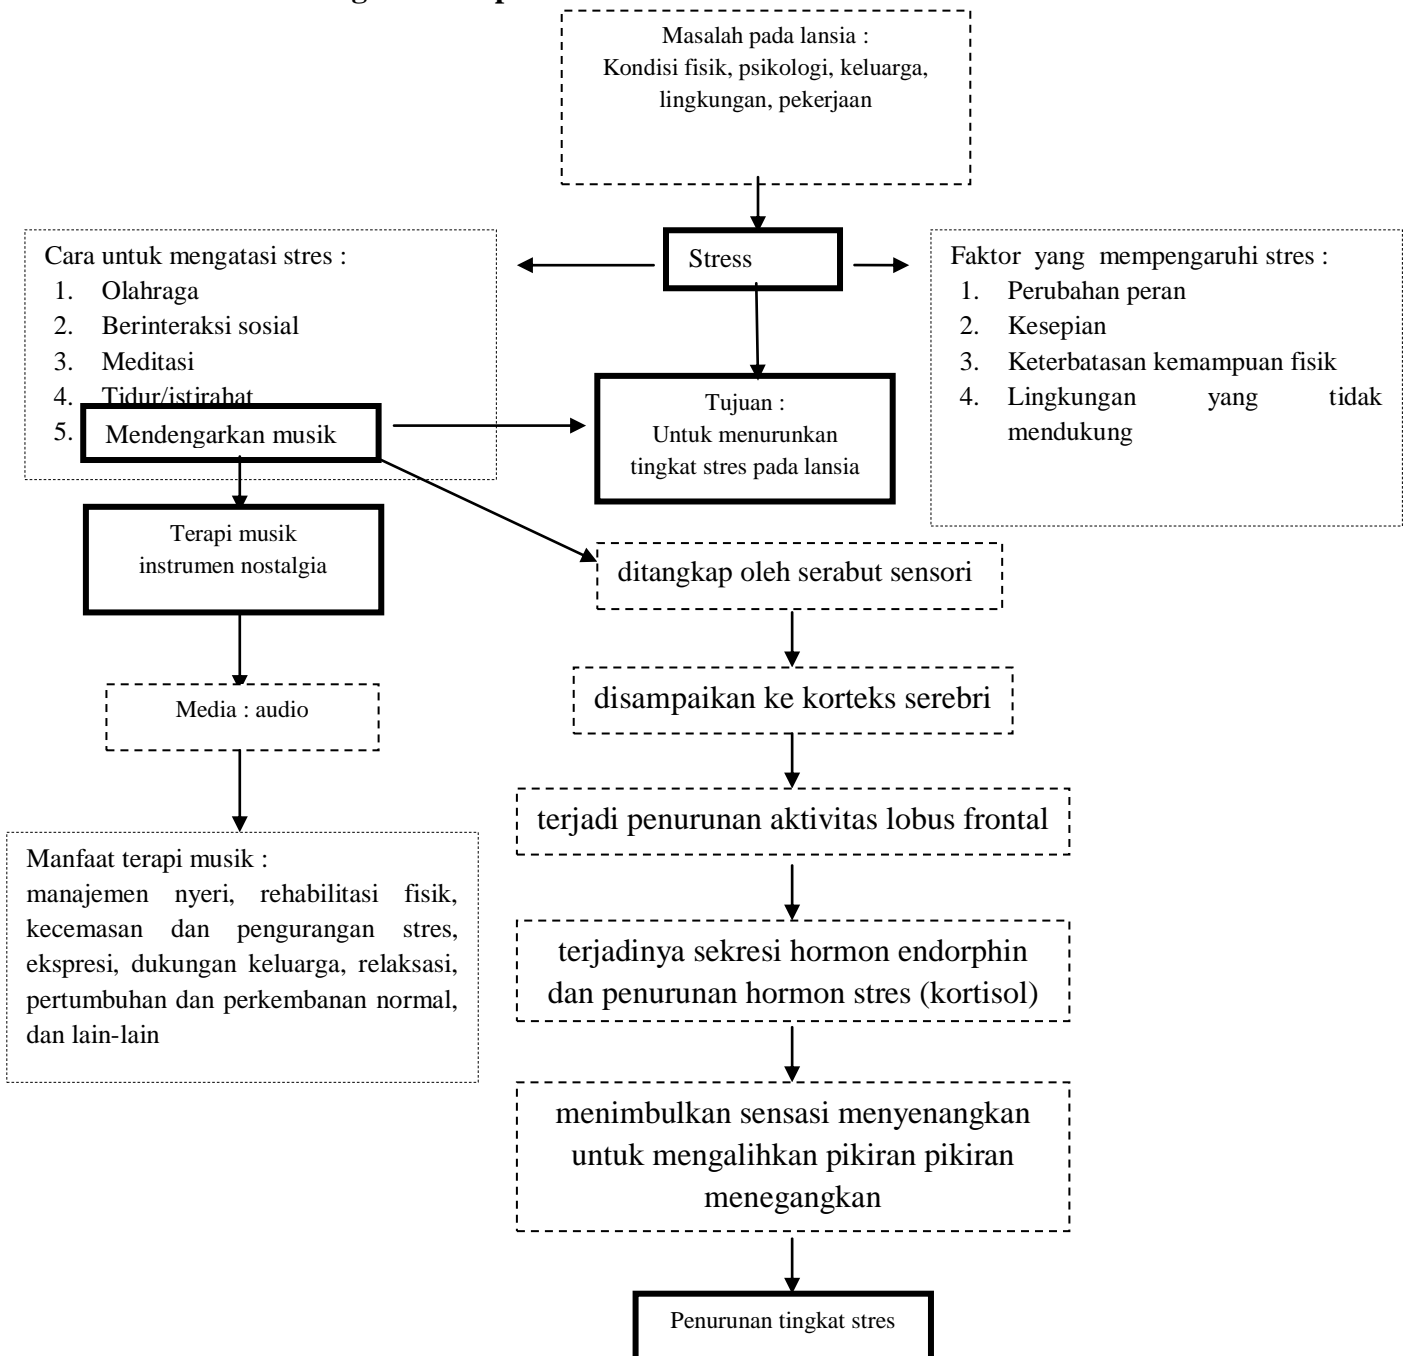 Masalah pada lansia :
Kondisi fisik, psikologi, keluarga,
lingkungan, pekerjaan
Cara untuk mengatasi stres :
1. Olahraga
2. Berinteraksi sosial
3. Meditasi
4. Tidur/istirahat
5. Mendengarkan musik
Stress
Faktor yang mempengaruhi stres :
1. Perubahan peran
2. Kesepian
3. Keterbatasan kemampuan fisik
4. Lingkungan yang tidak
mendukung
Tujuan :
Untuk menurunkan
tingkat stres pada lansia
Terapi musik
instrumen nostalgia
Media : audio
Manfaat terapi musik :
manajemen nyeri, rehabilitasi fisik,
kecemasan dan pengurangan stres,
ekspresi, dukungan keluarga, relaksasi,
pertumbuhan dan perkembanan normal,
dan lain-lain
ditangkap oleh serabut sensori
disampaikan ke korteks serebri
terjadi penurunan aktivitas lobus frontal
terjadinya sekresi hormon endorphin
dan penurunan hormon stres (kortisol)
menimbulkan sensasi menyenangkan
untuk mengalihkan pikiran pikiran
menegangkan
Penurunan tingkat stres